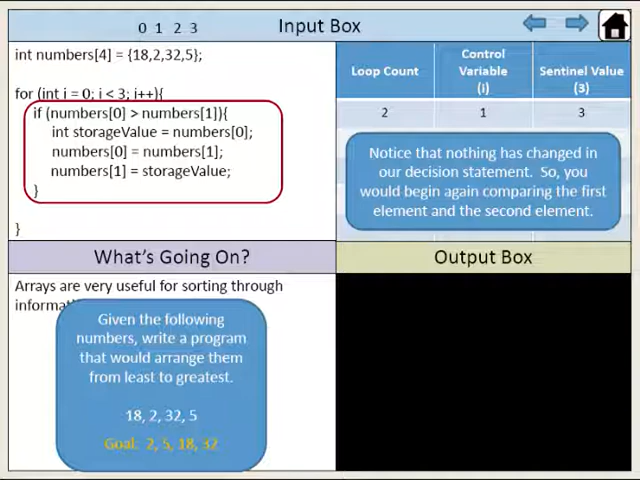 0 1 2 3
Input Box
int numbers[4] = {18,2,32,5};
for (int i = 0; i < 3; i++){
if (numbers[0] > numbers[1]){
int storageValue = numbers[0];
numbers[0] = numbers[1];
numbers[1] = storageValue;
}
}
Loop Count
Control
Variable
(I)
Sentinel Value
(3)
2 1 3
Notice that nothing has changed in
our decision statement. So, you
would begin again comparing the first
element and the second element.
What's Going On?
Arrays are very useful for sorting through
Given the following
numbers, write a program
that would arrange them
from least to greatest.
18, 2, 32, 5
Goal: 2, 5, 18, 32
Output Box